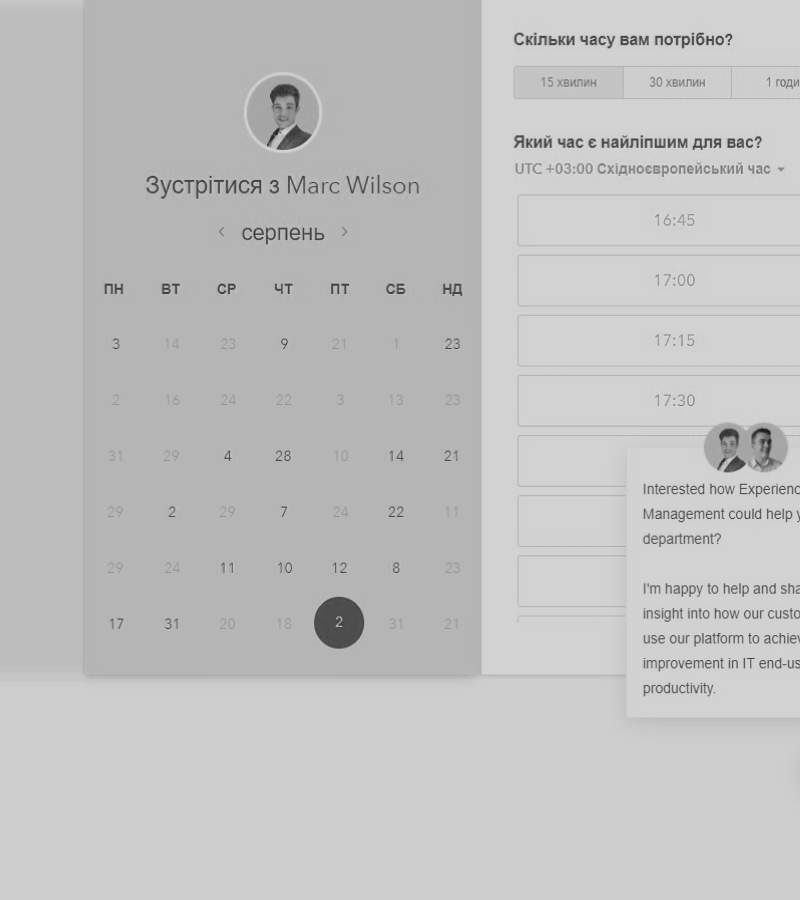 Зустрітися з Marc Wilson
серпень
ПН ВТ СР ЧТ ПТ СБ НД
3 14 23 9 21 1 23
2 16 24 22 3 13 23
31 29 4 28 10 14 21
29 2 29 7 24 22 11
29 24 11 10 12 8 23
17 31 20 18 2 31 21
Скільки часу вам потрібно?
15 хвилин 30 хвилин 1 годи
Який час є найліпшим для вас?
UTC +03:00 Східноєвропейський час
16:45
17:00
17:15
17:30
Interested how Experienc
Management could help y
department?
I'm happy to help and sha
insight into how our custo
use our platform to achiev
improvement in IT end-us
productivity.